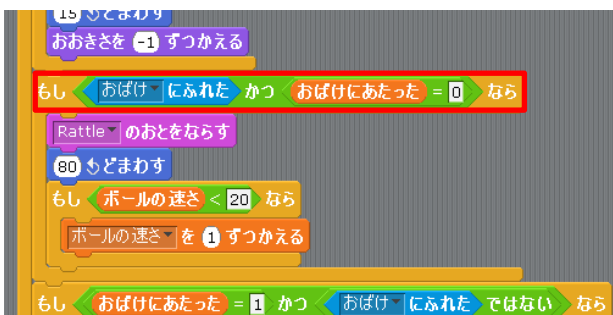 15 ↺どまわす
おおきさを -1 ずつかえる
もし おばけ▼ にふれた かつ おばけにあたった = 0 なら
Rattle▼ のおとをならす
80 ↺どまわす
もし ボールの速さ < 20 なら
ボールの速さ▼ を 1 ずつかえる
もし おばけにあたった = 1 かつ おばけ▼ にふれた ではない なら